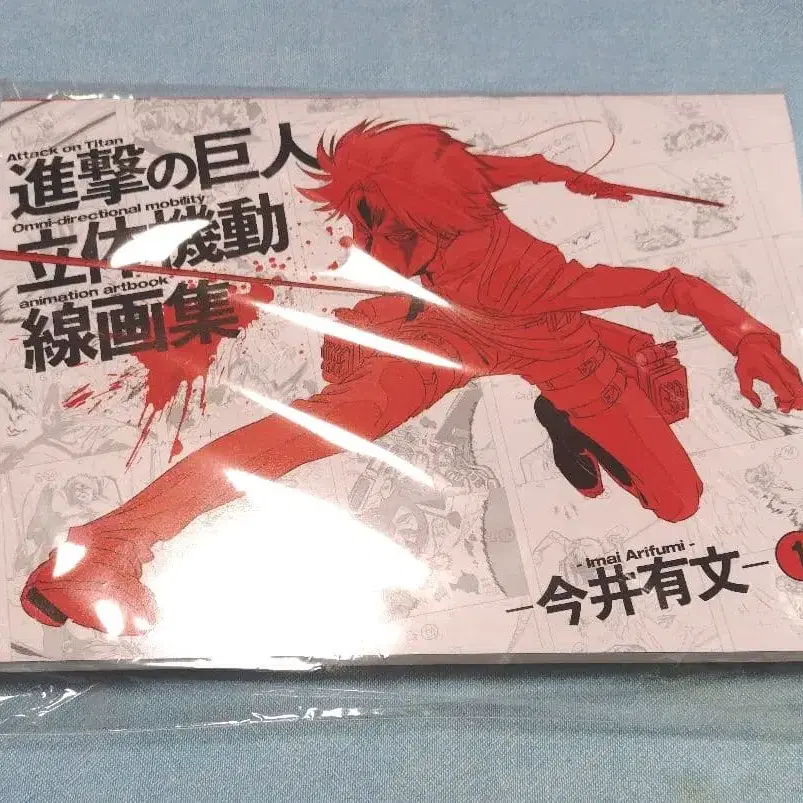 Attack on Titan
進撃の巨人
Omni-directional mobility
立体機動
animation artbook
線画集
- Imai Arifumi -
－今井有文－
1